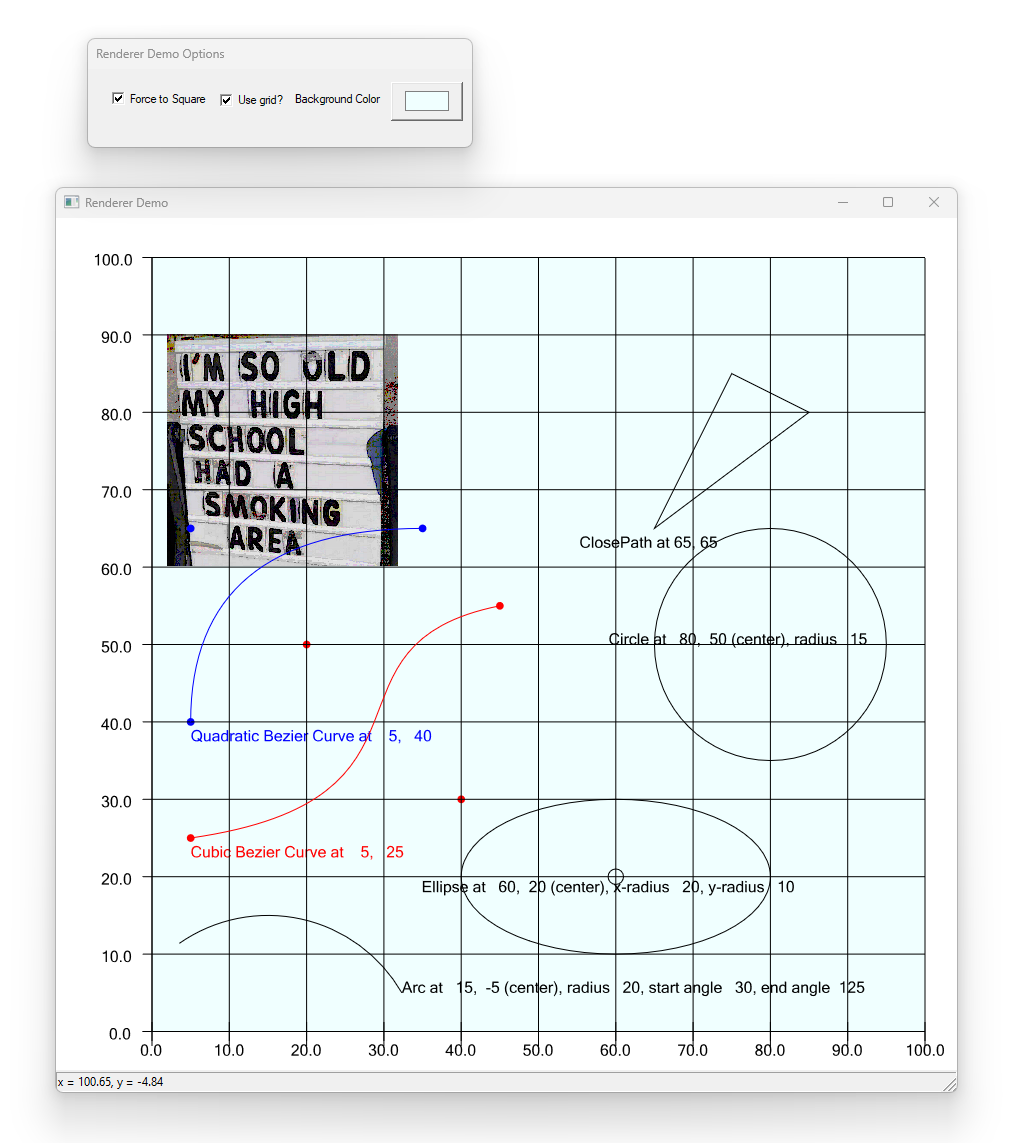 Renderer Demo Options
Force to Square Use grid? Background Color
Renderer Demo
100.0
90.0
I'M SO OLD
MY HIGH
80.0
SCHOOL
HAD A
70.0
SMOKING
AREA
ClosePath at 65, 65
60.0
Circle at 80, 50 (center), radius 15
50.0
40.0
Quadratic Bezier Curve at 5, 40
30.0
Cubic Bezier Curve at 5, 25
20.0
Ellipse at 60, 20 (center), x-radius 20, y-radius 10
10.0
Arc at 15, -5 (center), radius 20, start angle 30, end angle 125
0.0
0.0 10.0 20.0 30.0 40.0 50.0 60.0 70.0 80.0 90.0 100.0
x = 100.65, y = -4.84